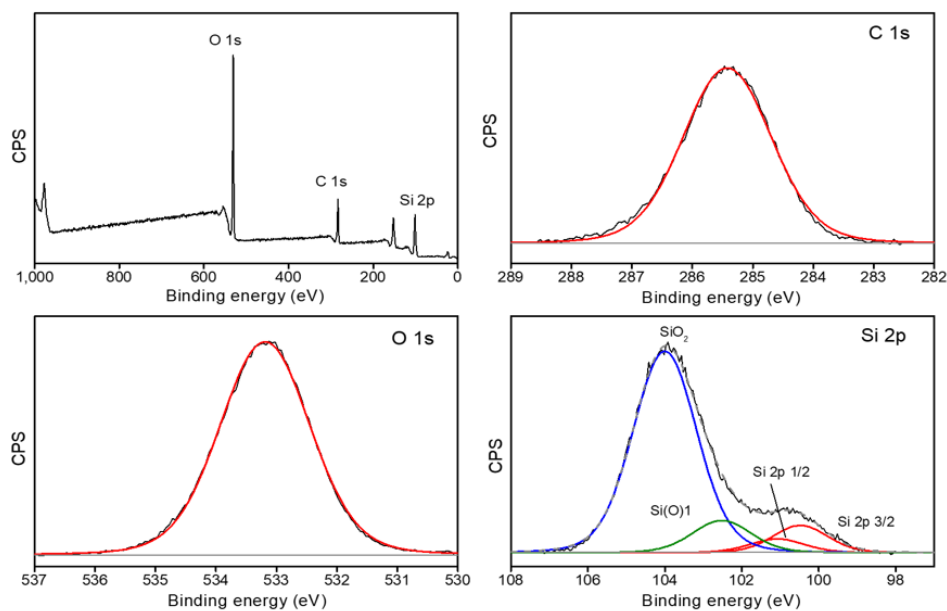 O 1s
C 1s
Si 2p
CPS
1,000 800 600 400 200 0
Binding energy (eV)
C 1s
CPS
289 288 287 286 285 284 283 282
Binding energy (eV)
O 1s
CPS
537 536 535 534 533 532 531 530
Binding energy (eV)
Si 2p
SiO₂
Si 2p 1/2
Si(O)1
Si 2p 3/2
CPS
108 106 104 102 100 98
Binding energy (eV)